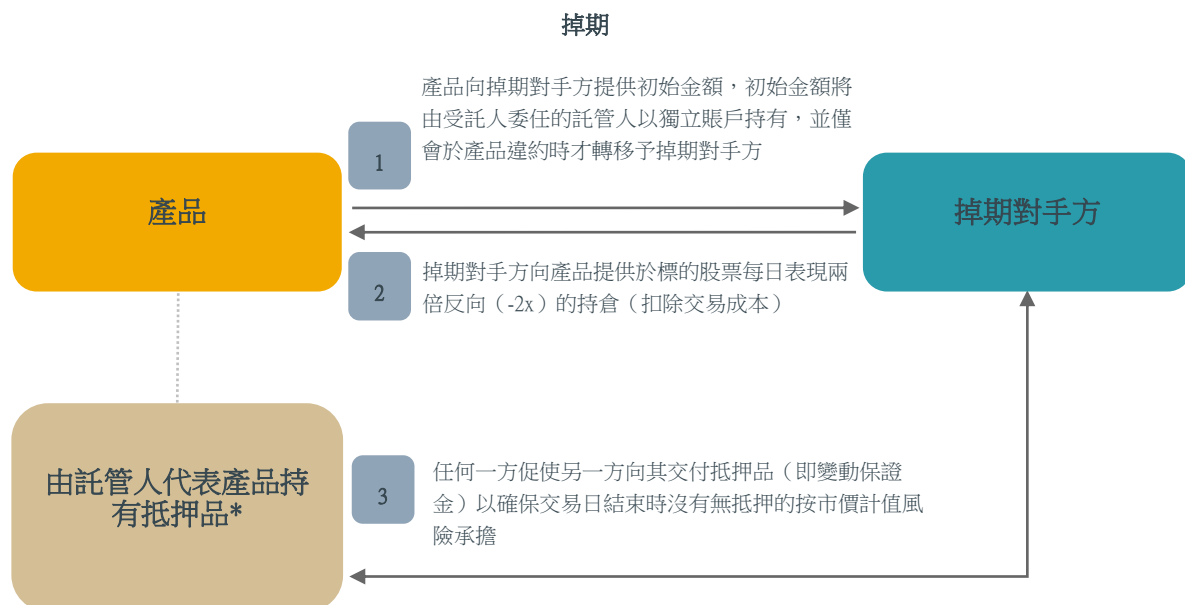 掉期
產品向掉期對手方提供初始金額，初始金額將
由受託人委任的託管人以獨立賬戶持有，並僅
會於產品違約時才轉移予掉期對手方
1
產品
掉期對手方
掉期對手方向產品提供於標的股票每日表現兩
倍反向（-2x）的持倉（扣除交易成本）
2
由託管人代表產品持
有抵押品*
3
任何一方促使另一方向其交付抵押品（即變動保證
金）以確保交易日結束時沒有無抵押的按市價計值風
險承擔